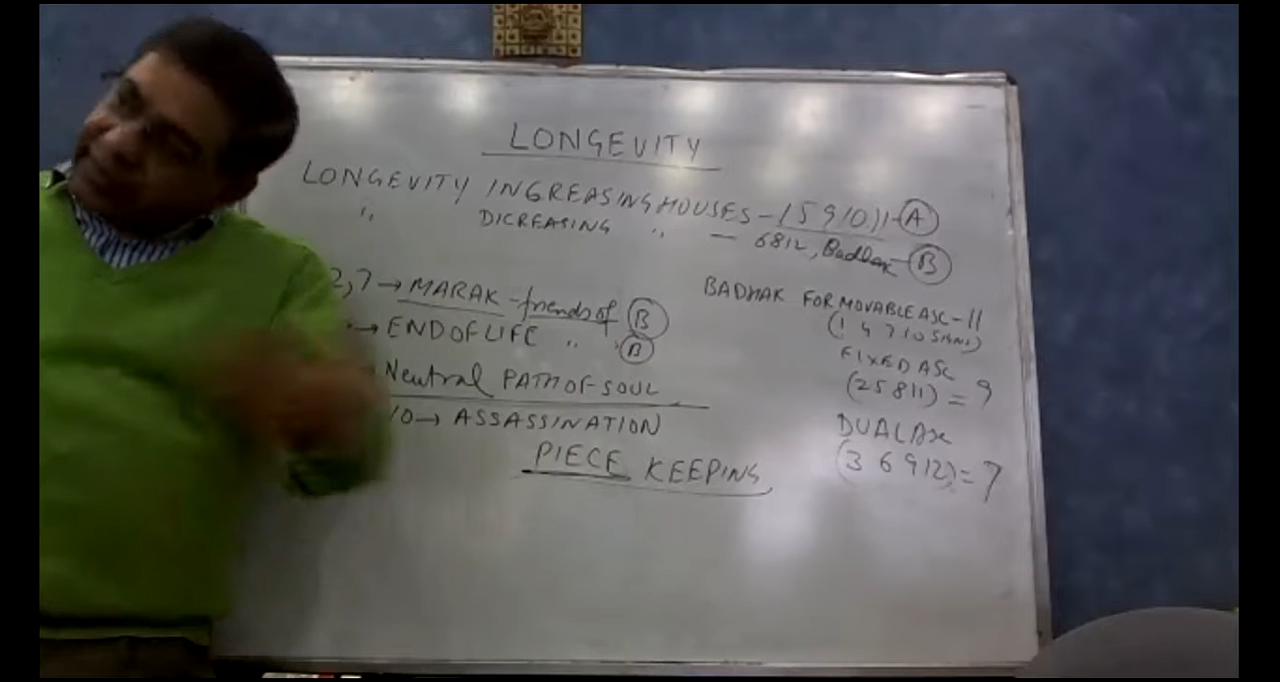 LONGEVITY
LONGEVITY INGREASING HOUSES - 1 5 9 10 11 - A
" DICREASING " - 6 8 12, Badhak - B
2,7 → MARAK - friends of B
→ END OF LIFE " " B
Neutral PATH OF SOUL
10 → ASSASSINATION
PIECE KEEPING
BADHAK FOR MOVABLE ASC - 11
(1 4 7 10 SIGNS)
FIXED ASC
(2 5 8 11) = 9
DUAL ASC
(3 6 9 12) = 7